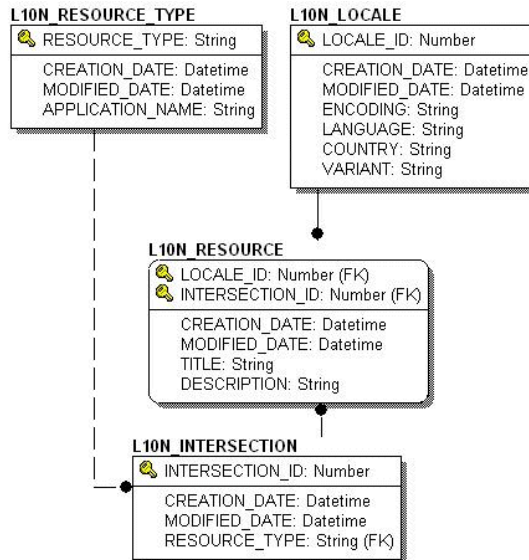 L10N_RESOURCE_TYPE
RESOURCE_TYPE: String
CREATION_DATE: Datetime
MODIFIED_DATE: Datetime
APPLICATION_NAME: String
L10N_LOCALE
LOCALE_ID: Number
CREATION_DATE: Datetime
MODIFIED_DATE: Datetime
ENCODING: String
LANGUAGE: String
COUNTRY: String
VARIANT: String
L10N_RESOURCE
LOCALE_ID: Number (FK)
INTERSECTION_ID: Number (FK)
CREATION_DATE: Datetime
MODIFIED_DATE: Datetime
TITLE: String
DESCRIPTION: String
L10N_INTERSECTION
INTERSECTION_ID: Number
CREATION_DATE: Datetime
MODIFIED_DATE: Datetime
RESOURCE_TYPE: String (FK)